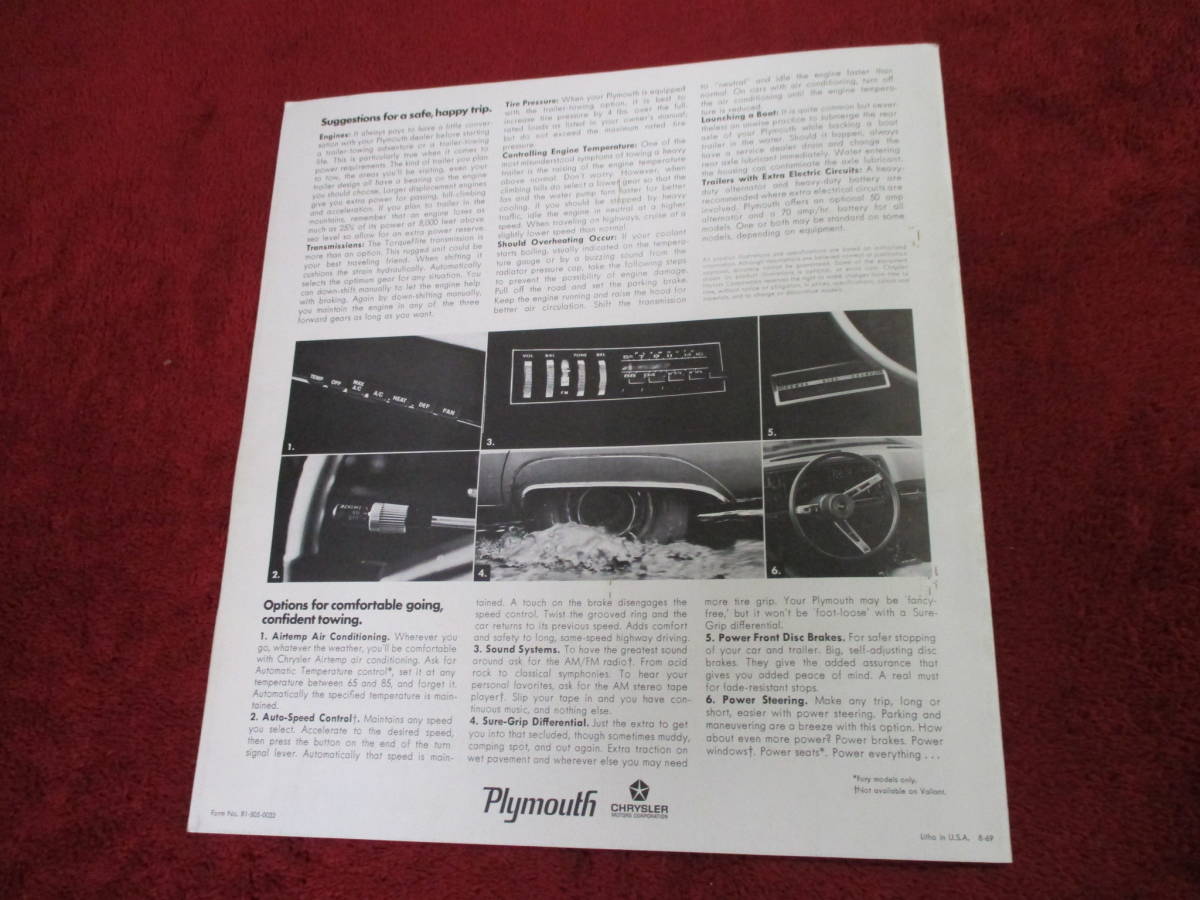 Suggestions for a safe, happy trip.
Engines: It always pays to have a little conver-
sation with your Plymouth dealer before starting
a trailer-towing adventure or a trailer-towing
life. This is particularly true when it comes to
power requirements. The kind of trailer you plan
to tow, the areas you'll be visiting, even your
trailer design all have a bearing on the engine
you should choose. Larger displacement engines
give you extra power for passing, hill climbing
and acceleration. If you plan to trailer in the
mountains, remember that an engine loses as
much as 25% of its power at 8,000 feet above
sea level so allow for an extra power reserve.
Transmissions: The TorqueFlite transmission is
more than an option. This rugged unit could be
your best traveling friend. When shifting it
cushions the strain hydraulically. Automatically
selects the optimum gear for any situation. You
can down-shift manually to let the engine help
with braking. Again by down-shifting manually,
you maintain the engine in any of the three
forward gears as long as you want.
Tire Pressure: When your Plymouth is equipped
with the trailer-towing option, it is best to
increase tire pressure by 4 lbs. over the full
rated loads as listed in your owner's manual;
but do not exceed the maximum rated tire
pressure.
Controlling Engine Temperature: One of the
most misunderstood symptoms of towing a heavy
trailer is the raising of the engine temperature
above normal. Don't worry. However, when
climbing hills do select a lower gear so that the
fan and the water pump turn faster for better
cooling. If you should be stopped by heavy
traffic, idle the engine in neutral at a higher
speed. When traveling on highways, cruise at a
slightly lower speed than normal.
Should Overheating Occur: If your coolant
starts boiling, usually indicated on the tempera-
ture gauge or by a buzzing sound from the
radiator pressure cap, take the following steps
to prevent the possibility of engine damage.
Pull off the road and set the parking brake.
Keep the engine running and raise the hood for
better air circulation. Shift the transmission
to "neutral" and idle the engine faster than
normal. On cars with air conditioning, turn off
the air conditioning until the engine tempera-
ture is reduced.
Launching a Boat: It is quite common but never-
theless an unwise practice to submerge the rear
axle of your Plymouth while backing a boat
trailer in the water. Should it happen, always
have a service dealer drain and change the
rear axle lubricant immediately. Water entering
the housing can contaminate the axle lubricant.
Trailers with Extra Electric Circuits: A heavy-
duty alternator and heavy-duty battery are
recommended where extra electrical circuits are
involved. Plymouth offers an optional 50 amp
alternator and a 70 amp/hr. battery for all
models. One or both may be standard on some
models, depending on equipment.
TEMP OFF MAX A/C A/C HEAT DEF FAN
1.
VOL BAL TONE SEL
FM
3.
5.
2.
4.
6.
Options for comfortable going,
confident towing.
1. Airtemp Air Conditioning. Wherever you
go, whatever the weather, you'll be comfortable
with Chrysler Airtemp air conditioning. Ask for
Automatic Temperature control*, set it at any
temperature between 65 and 85, and forget it.
Automatically the specified temperature is main-
tained.
2. Auto-Speed Control†. Maintains any speed
you select. Accelerate to the desired speed,
then press the button on the end of the turn
signal lever. Automatically that speed is main-
tained. A touch on the brake disengages the
speed control. Twist the grooved ring and the
car returns to its previous speed. Adds comfort
and safety to long, same-speed highway driving.
3. Sound Systems. To have the greatest sound
around ask for the AM/FM radio†. From acid
rock to classical symphonies. To hear your
personal favorites, ask for the AM stereo tape
player†. Slip your tape in and you have con-
tinuous music, and nothing else.
4. Sure-Grip Differential. Just the extra to get
you into that secluded, though sometimes muddy,
camping spot, and out again. Extra traction on
wet pavement and wherever else you may need
more tire grip. Your Plymouth may be 'fancy-
free,' but it won't be 'foot-loose' with a Sure-
Grip differential.
5. Power Front Disc Brakes. For safer stopping
of your car and trailer. Big, self-adjusting disc
brakes. They give the added assurance that
gives you added peace of mind. A real must
for fade-resistant stops.
6. Power Steering. Make any trip, long or
short, easier with power steering. Parking and
maneuvering are a breeze with this option. How
about even more power? Power brakes. Power
windows†. Power seats*. Power everything . . .
*Fury models only.
†Not available on Valiant.
Plymouth
CHRYSLER
MOTORS CORPORATION
Form No. 81-505-0022
Litho in U.S.A. 8-69